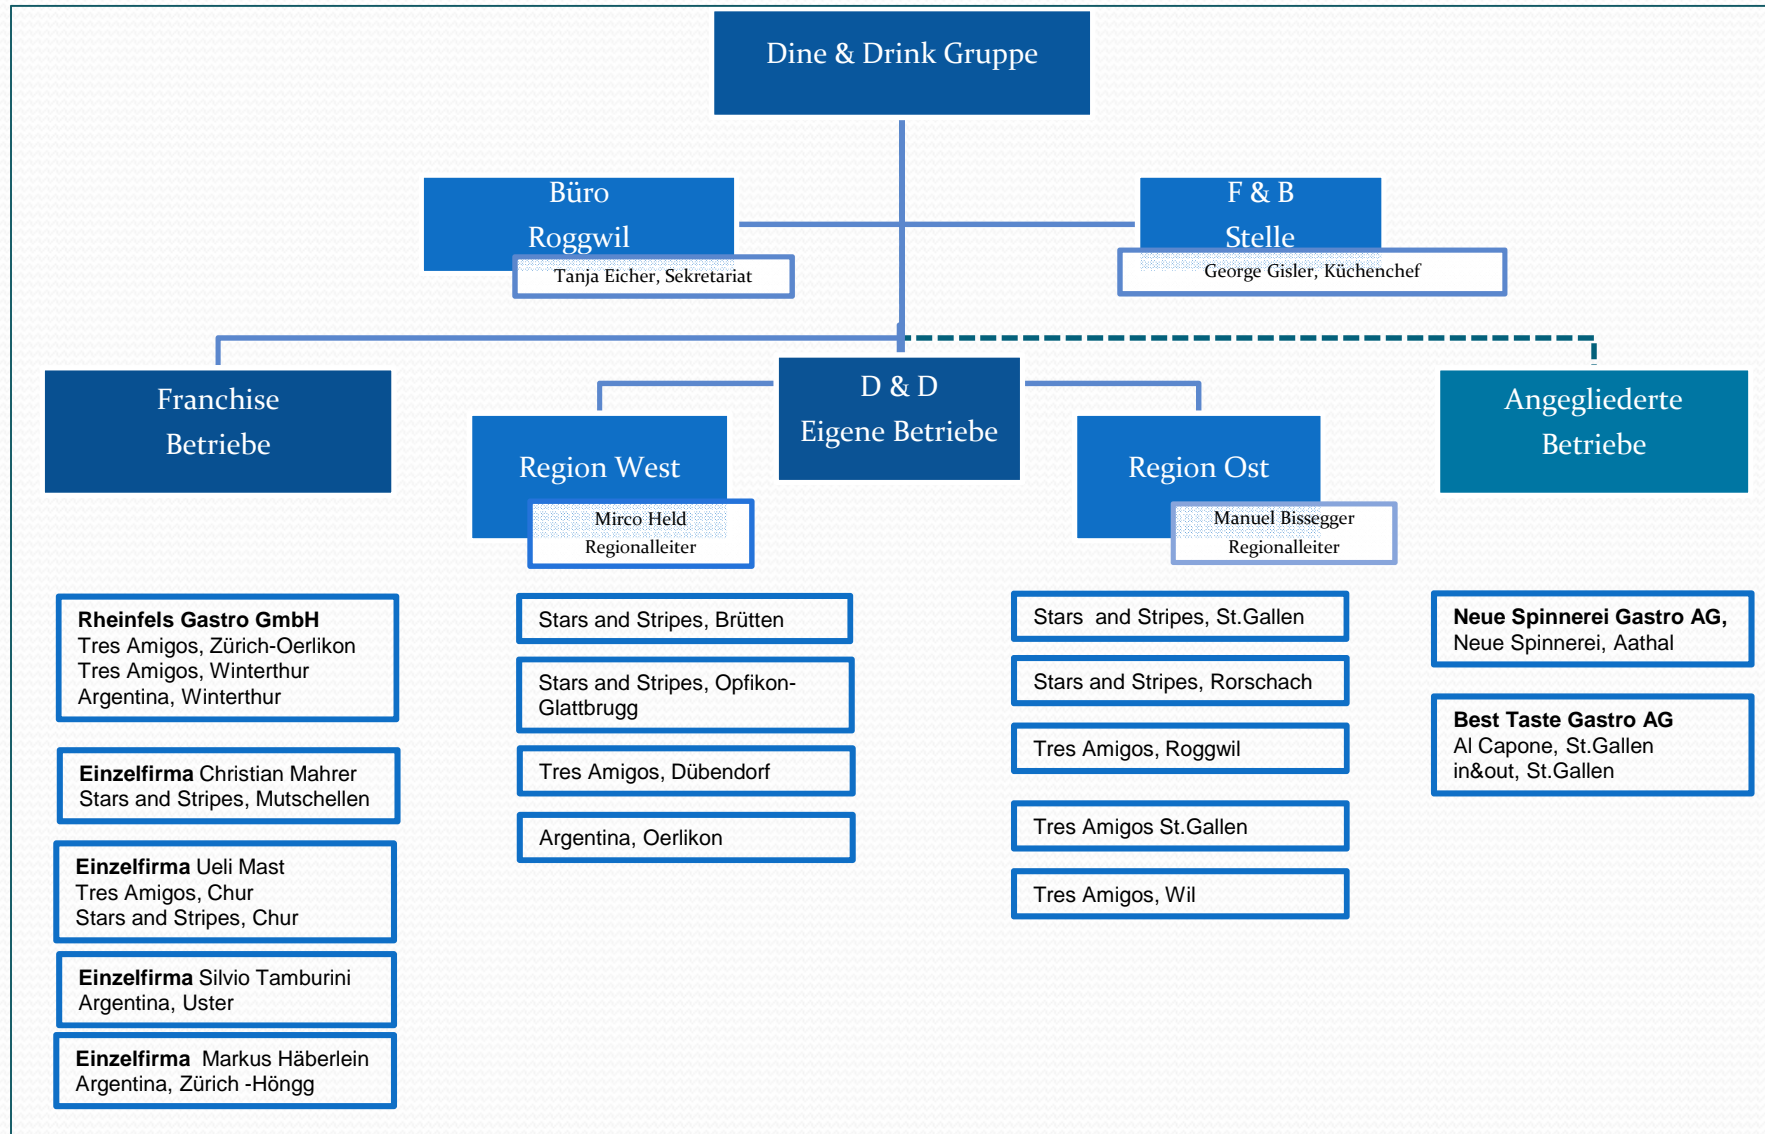 Dine & Drink Gruppe
Büro
Roggwil
Tanja Eicher, Sekretariat
F & B
Stelle
George Gisler, Küchenchef
Franchise
Betriebe
D & D
Eigene Betriebe
Region West
Mirco Held
Regionalleiter
Region Ost
Manuel Bissegger
Regionalleiter
Angegliederte
Betriebe
Rheinfels Gastro GmbH
Tres Amigos, Zürich-Oerlikon
Tres Amigos, Winterthur
Argentina, Winterthur
Einzelfirma Christian Mahrer
Stars and Stripes, Mutschellen
Einzelfirma Ueli Mast
Tres Amigos, Chur
Stars and Stripes, Chur
Einzelfirma Silvio Tamburini
Argentina, Uster
Einzelfirma  Markus Häberlein
Argentina, Zürich -Höngg
Stars and Stripes, Brütten
Stars and Stripes, Opfikon-
Glattbrugg
Tres Amigos, Dübendorf
Argentina, Oerlikon
Stars  and Stripes, St.Gallen
Stars and Stripes, Rorschach
Tres Amigos, Roggwil
Tres Amigos St.Gallen
Tres Amigos, Wil
Neue Spinnerei Gastro AG,
Neue Spinnerei, Aathal
Best Taste Gastro AG
Al Capone, St.Gallen
in&out, St.Gallen